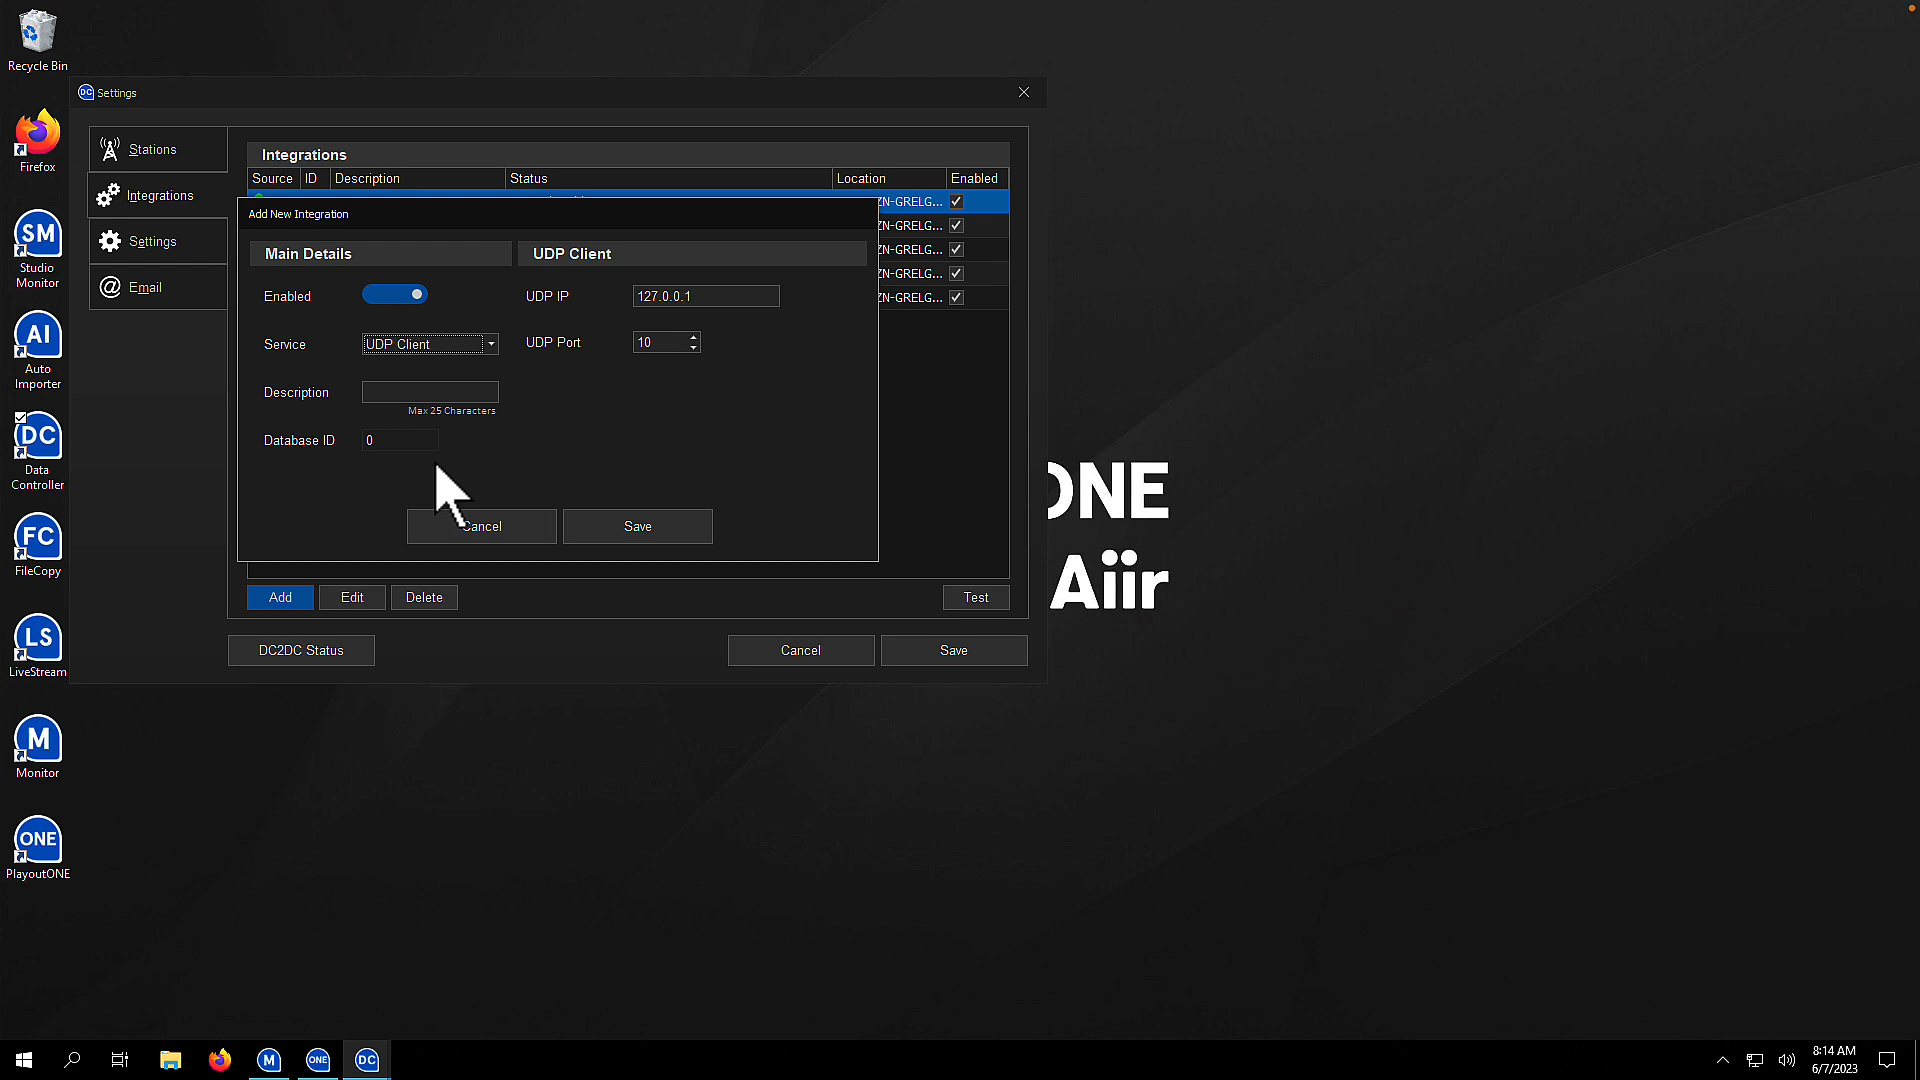 Recycle Bin
Firefox
SM
Studio
Monitor
AI
Auto
Importer
DC
Data
Controller
FC
FileCopy
LS
LiveStream
M
Monitor
ONE
PlayoutONE
DC Settings
Stations
Integrations
Settings
@ Email
Integrations
Source ID Description Status Location Enabled
ZN-GRELG...
ZN-GRELG...
ZN-GRELG...
ZN-GRELG...
ZN-GRELG...
Add New Integration
Main Details
UDP Client
Enabled
UDP IP 127.0.0.1
Service UDP Client
UDP Port 10
Description
Max 25 Characters
Database ID 0
Cancel
Save
Add Edit Delete Test
DC2DC Status Cancel Save
ONE
Aiir
M ONE DC
8:14 AM
6/7/2023